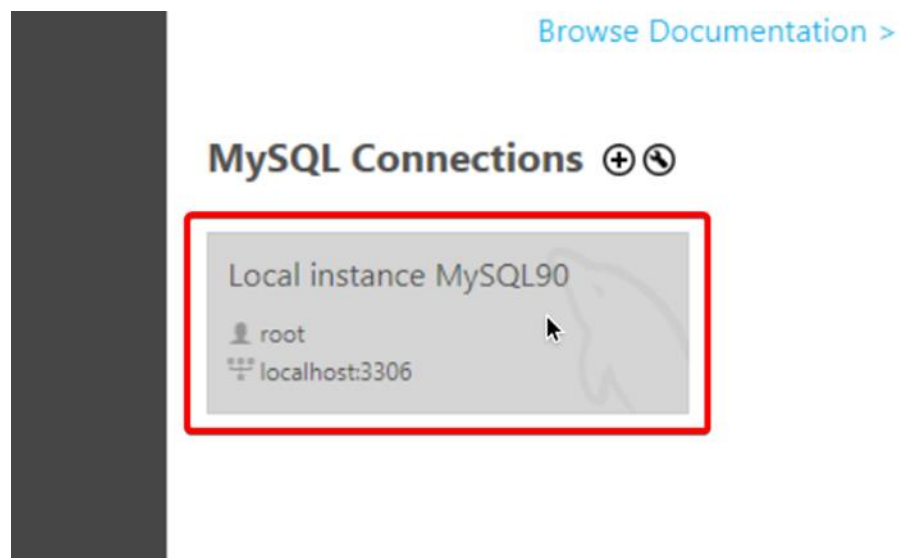 Browse Documentation >
MySQL Connections
Local instance MySQL90
root
localhost:3306